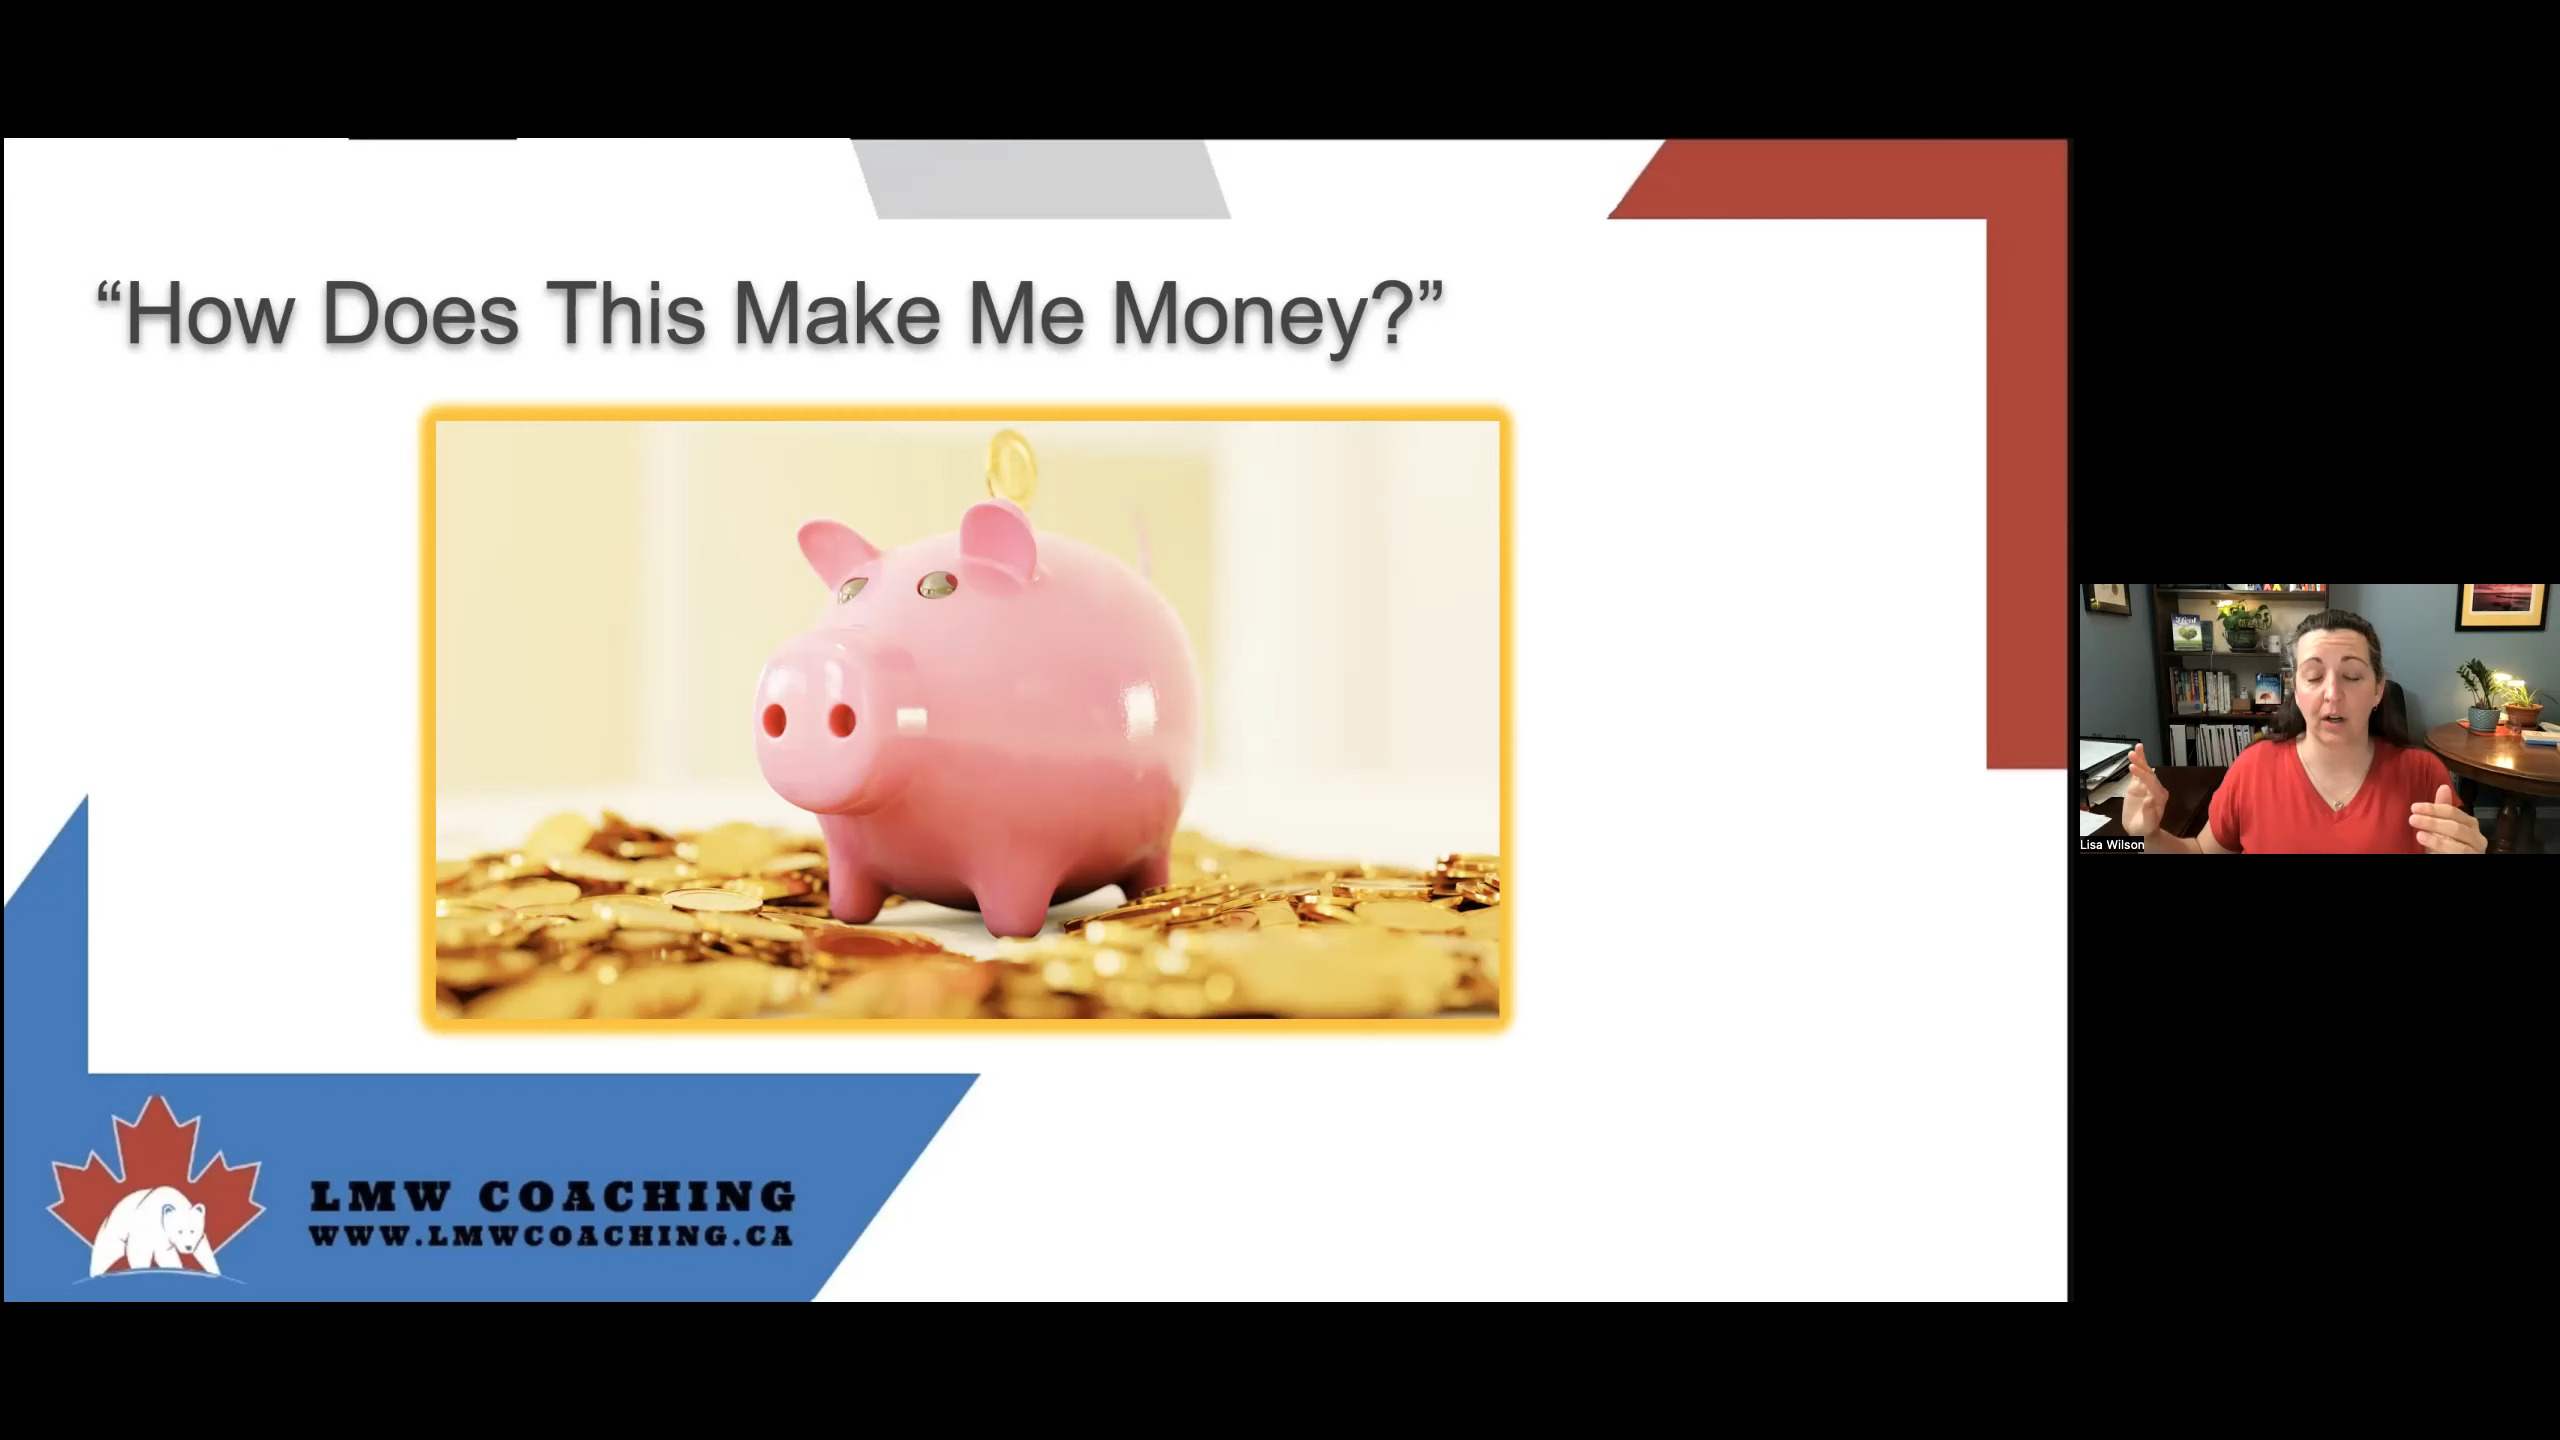 “How Does This Make Me Money?”
LMW COACHING
WWW.LMWCOACHING.CA
Lisa Wilson